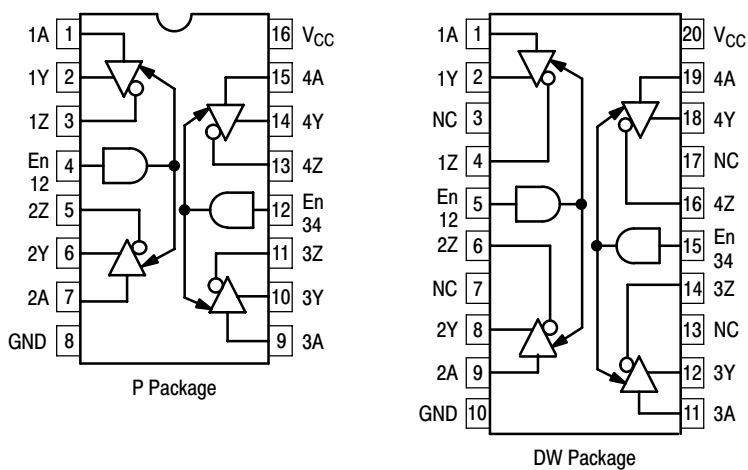 1A 1
1Y 2
1Z 3
En 12 4
2Z 5
2Y 6
2A 7
GND 8
16 VCC
15 4A
14 4Y
13 4Z
12 En 34
11 3Z
10 3Y
9 3A
P Package
1A 1
1Y 2
NC 3
1Z 4
En 12 5
2Z 6
NC 7
2Y 8
2A 9
GND 10
20 VCC
19 4A
18 4Y
17 NC
16 4Z
15 En 34
14 3Z
13 NC
12 3Y
11 3A
DW Package